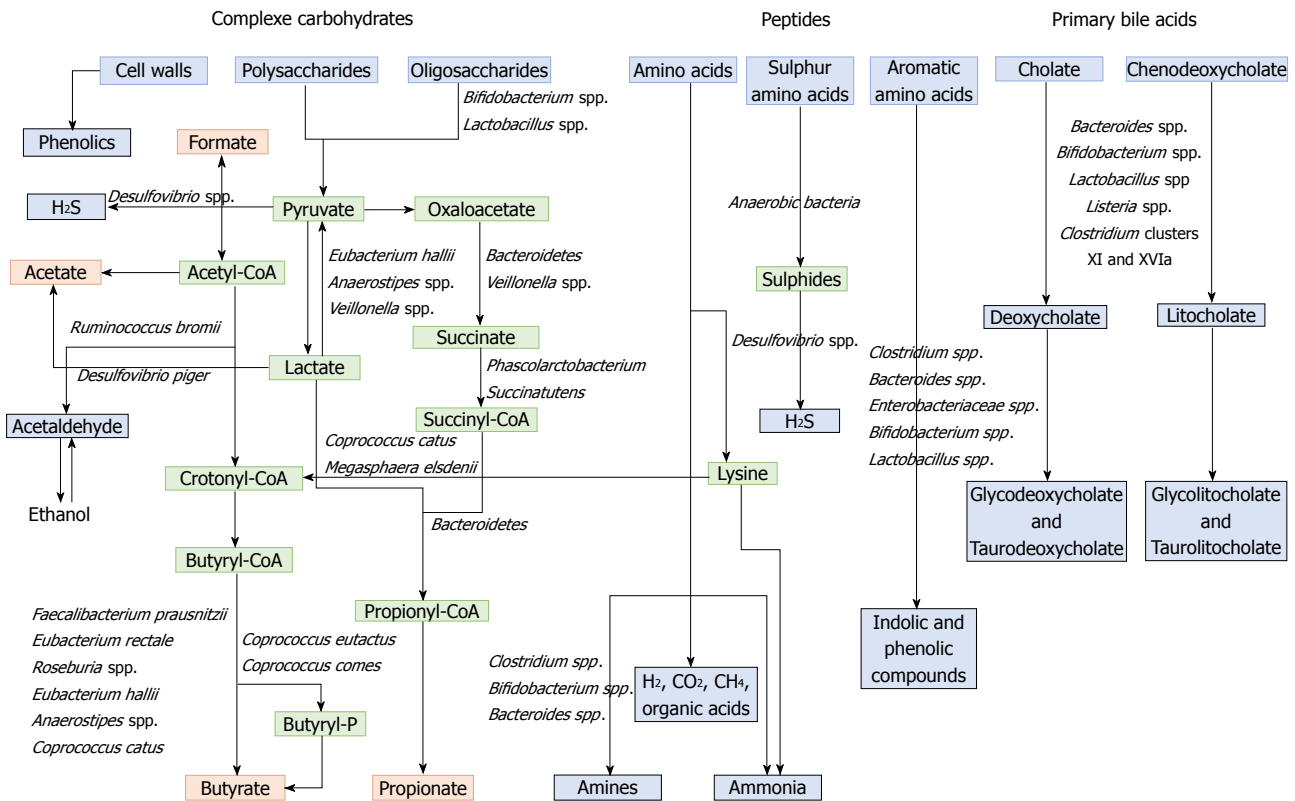 Complexe carbohydrates
Peptides
Primary bile acids
Cell walls
Polysaccharides
Oligosaccharides
Amino acids
Sulphur
amino acids
Aromatic
amino acids
Cholate
Chenodeoxycholate
Bifidobacterium spp.
Lactobacillus spp.
Phenolics
Formate
Bacteroides spp.
Bifidobacterium spp.
Lactobacillus spp
Listeria spp.
Clostridium clusters
XI and XVIa
Desulfovibrio spp.
H2S
Pyruvate
Oxaloacetate
Anaerobic bacteria
Eubacterium hallii
Anaerostipes spp.
Veillonella spp.
Bacteroidetes
Veillonella spp.
Acetate
Acetyl-CoA
Sulphides
Deoxycholate
Litocholate
Ruminococcus bromii
Succinate
Desulfovibrio spp.
Lactate
Desulfovibrio piger
Phascolarctobacterium
Succinatutens
Clostridium spp.
Bacteroides spp.
Enterobacteriaceae spp.
Bifidobacterium spp.
Lactobacillus spp.
Acetaldehyde
Succinyl-CoA
H2S
Coprococcus catus
Megasphaera elsdenii
Crotonyl-CoA
Lysine
Ethanol
Bacteroidetes
Glycodeoxycholate
and
Taurodeoxycholate
Glycolitocholate
and
Taurolitocholate
Butyryl-CoA
Propionyl-CoA
Faecalibacterium prausnitzii
Eubacterium rectale
Roseburia spp.
Eubacterium hallii
Anaerostipes spp.
Coprococcus catus
Coprococcus eutactus
Coprococcus comes
Clostridium spp.
Bifidobacterium spp.
Bacteroides spp.
H2, CO2, CH4,
organic acids
Indolic and
phenolic
compounds
Butyryl-P
Butyrate
Propionate
Amines
Ammonia